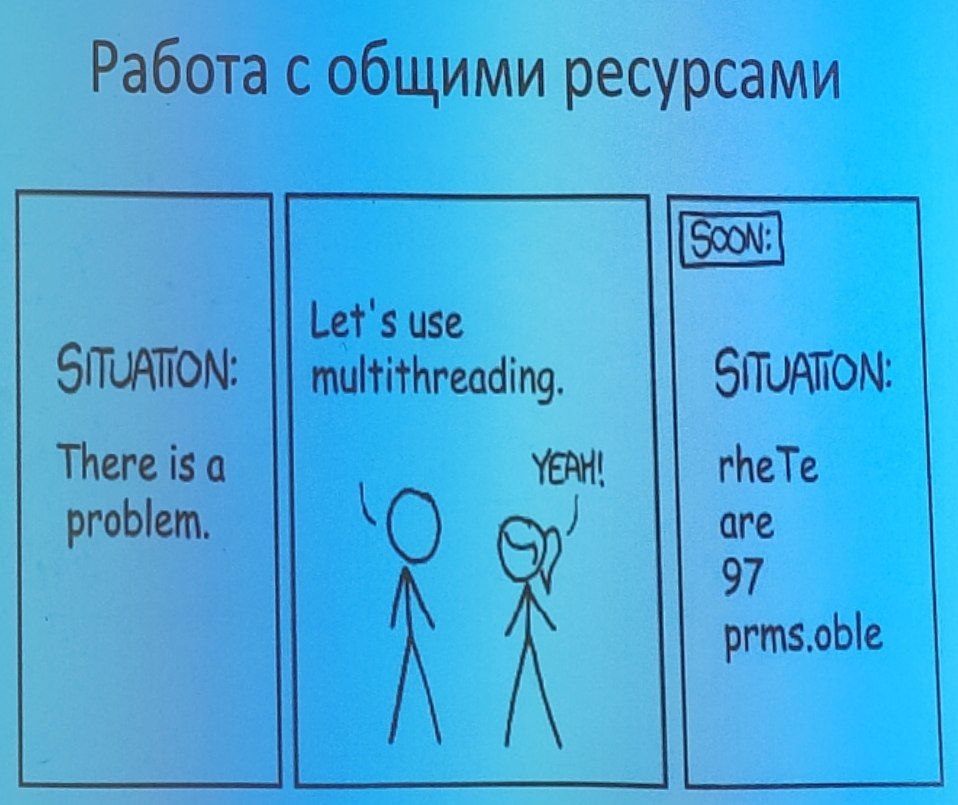 Работа с общими ресурсами
SITUATION:
There is a
problem.
Let's use
multithreading.
YEAH!
SOON:
SITUATION:
rheTe
are
97
prms.oble